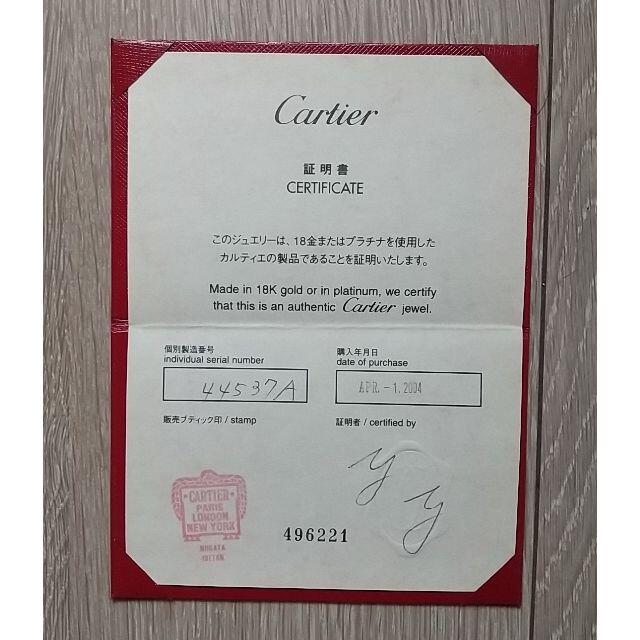 Cartier
証明書
CERTIFICATE
このジュエリーは、18金またはプラチナを使用した
カルティエの製品であることを証明いたします。
Made in 18K gold or in platinum, we certify
that this is an authentic Cartier jewel.
個別製造番号
individual serial number
44537A
購入年月日
date of purchase
APR.-1.2004
販売ブティック印 / stamp
証明者 / certified by
CARTIER
PARIS
LONDON
NEW YORK
NIIGATA
ISETAN
y y
496221